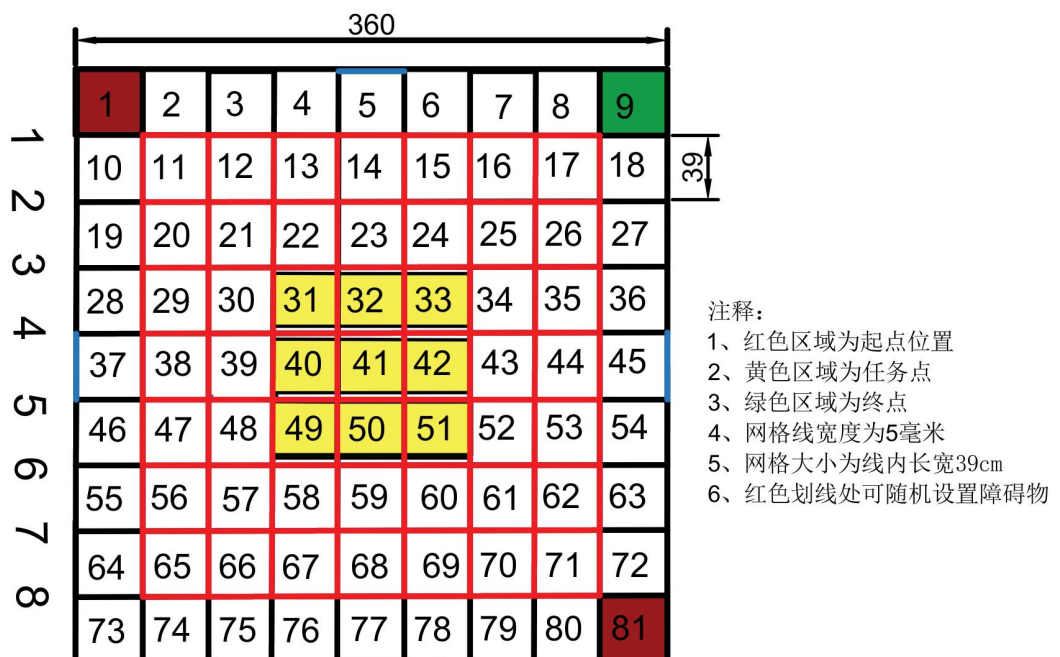 360
1 2 3 4 5 6 7 8 9
1
10 11 12 13 14 15 16 17 18
39
2
19 20 21 22 23 24 25 26 27
3
28 29 30 31 32 33 34 35 36
4
37 38 39 40 41 42 43 44 45
5
46 47 48 49 50 51 52 53 54
6
55 56 57 58 59 60 61 62 63
7
64 65 66 67 68 69 70 71 72
8
73 74 75 76 77 78 79 80 81
注释：
1、红色区域为起点位置
2、黄色区域为任务点
3、绿色区域为终点
4、网格线宽度为5毫米
5、网格大小为线内长宽39cm
6、红色划线处可随机设置障碍物